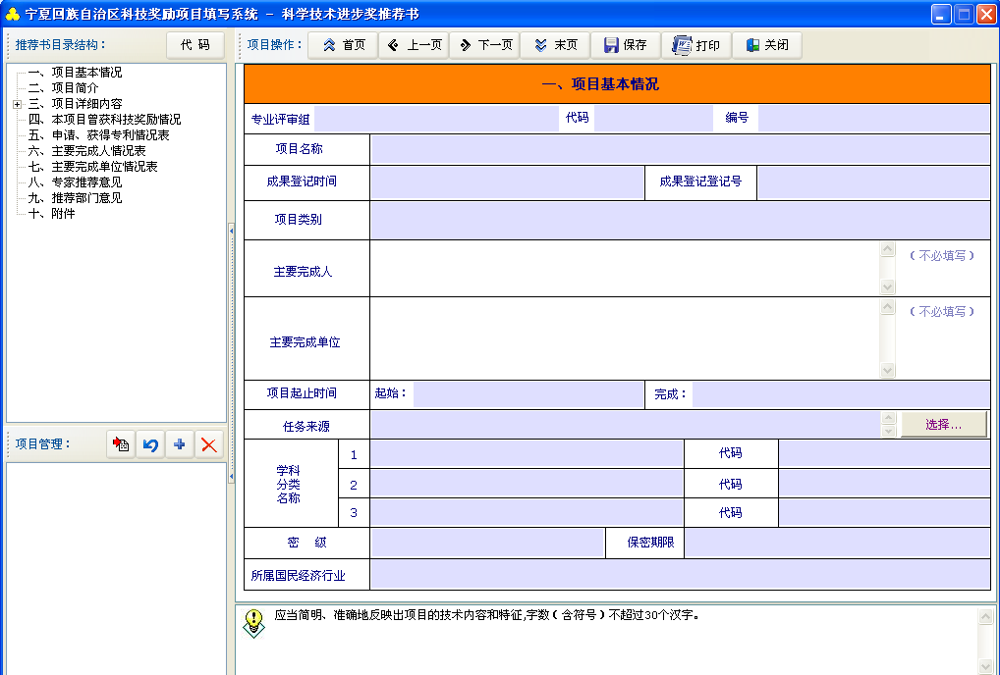 宁夏回族自治区科技奖励项目填写系统 － 科学技术进步奖推荐书
推荐书目录结构： 代 码
项目操作： 首页 上一页 下一页 末页 保存 打印 关闭
一、项目基本情况
二、项目简介
三、项目详细内容
四、本项目曾获科技奖励情况
五、申请、获得专利情况表
六、主要完成人情况表
七、主要完成单位情况表
八、专家推荐意见
九、推荐部门意见
十、附件
项目管理：
一、项目基本情况
专业评审组 代码 编号
项目名称
成果登记时间 成果登记登记号
项目类别
主要完成人 （不必填写）
主要完成单位 （不必填写）
项目起止时间 起始： 完成：
任务来源 选择...
学科
分类
名称
1 代码
2 代码
3 代码
密 级 保密期限
所属国民经济行业
应当简明、准确地反映出项目的技术内容和特征,字数（含符号）不超过30个汉字。